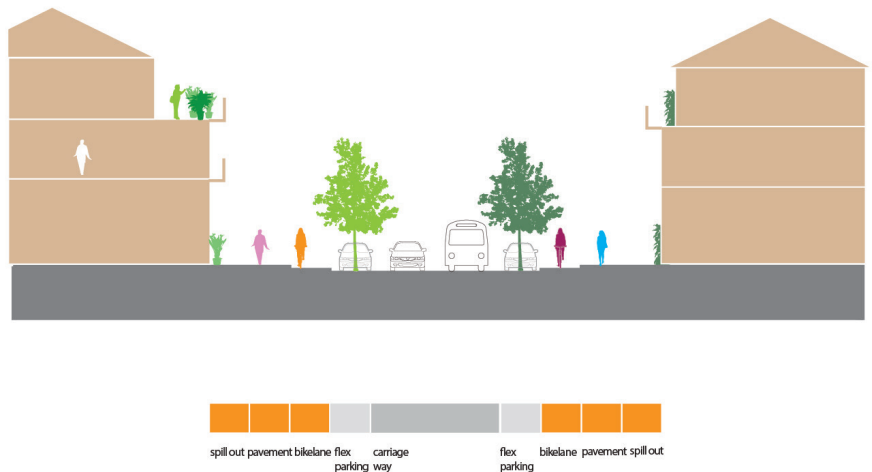 spill out pavement bikelane flex carriage flex bikelane pavement spill out
parking way parking